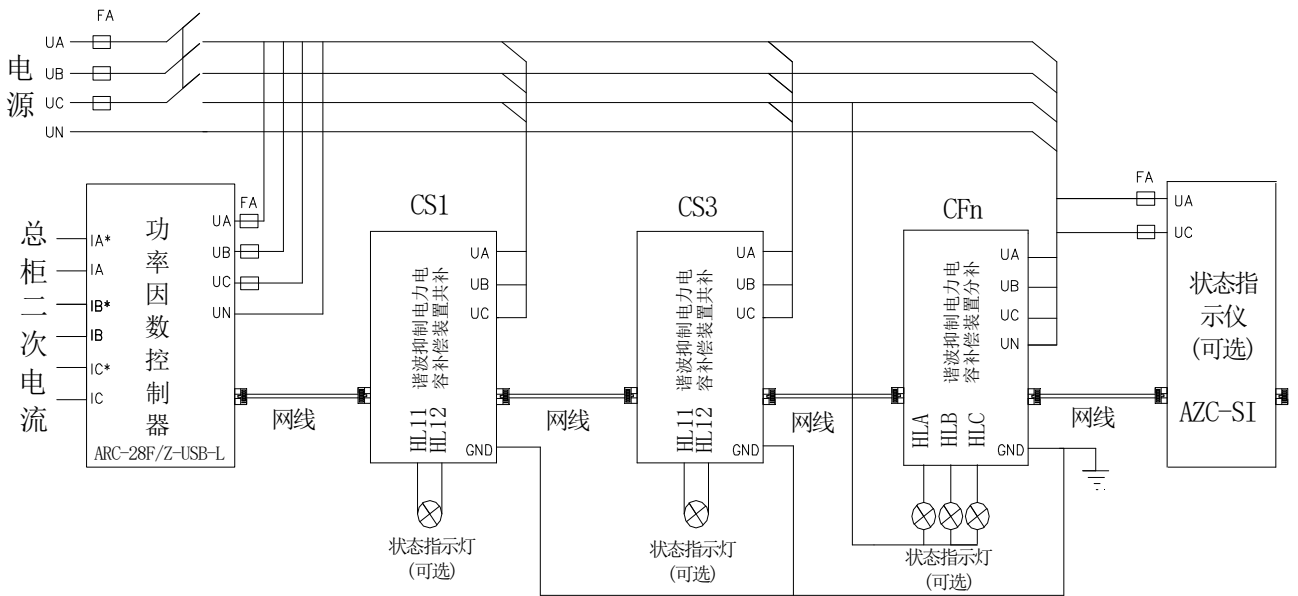 FA
UA
UB
UC
UN
电源
总柜二次电流
IA*
IA
IB*
IB
IC*
IC
功率因数控制器
ARC-28F/Z-USB-L
FA
UA
UB
UC
UN
网线
CS1
UA
UB
UC
谐波抑制电力电
容补偿装置共补
HL11
HL12
GND
状态指示灯
(可选)
网线
CS3
UA
UB
UC
谐波抑制电力电
容补偿装置共补
HL11
HL12
GND
状态指示灯
(可选)
网线
CFn
UA
UB
UC
UN
谐波抑制电力电
容补偿装置分补
HLA
HLB
HLC
GND
状态指示灯
(可选)
网线
FA
UA
UC
状态指
示仪
(可选)
AZC-SI